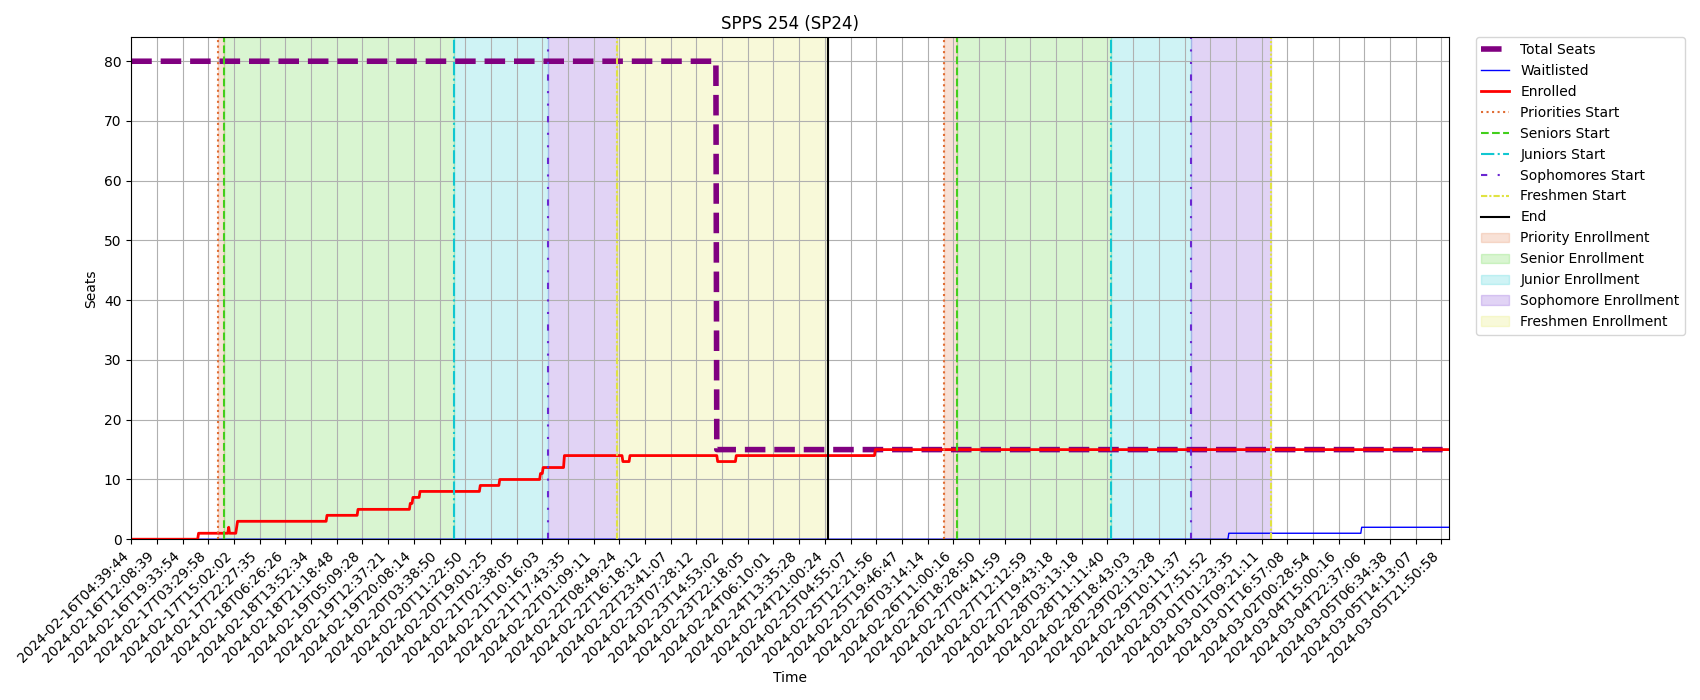 SPPS 254 (SP24)
Seats
80
70
60
50
40
30
20
10
0
2024-02-16T04:39:44
2024-02-16T12:08:39
2024-02-16T19:33:54
2024-02-17T03:29:58
2024-02-17T15:02:02
2024-02-17T22:27:35
2024-02-18T06:26:26
2024-02-18T13:52:34
2024-02-18T21:18:48
2024-02-19T05:09:28
2024-02-19T12:37:21
2024-02-19T20:08:14
2024-02-20T03:38:50
2024-02-20T11:22:50
2024-02-20T19:01:25
2024-02-21T02:38:05
2024-02-21T10:16:03
2024-02-21T17:43:35
2024-02-22T01:09:11
2024-02-22T08:49:24
2024-02-22T16:18:12
2024-02-22T23:41:07
2024-02-23T07:28:12
2024-02-23T14:53:02
2024-02-23T22:18:05
2024-02-24T06:10:01
2024-02-24T13:35:28
2024-02-24T21:00:24
2024-02-25T04:55:07
2024-02-25T12:21:56
2024-02-25T19:46:47
2024-02-26T03:14:14
2024-02-26T11:00:16
2024-02-26T18:28:50
2024-02-27T04:41:59
2024-02-27T12:12:59
2024-02-27T19:43:18
2024-02-28T03:13:18
2024-02-28T11:11:40
2024-02-28T18:43:03
2024-02-29T02:13:28
2024-02-29T10:11:37
2024-02-29T17:51:52
2024-03-01T01:23:35
2024-03-01T09:21:11
2024-03-01T16:57:08
2024-03-04T00:28:54
2024-03-04T15:00:16
2024-03-04T22:37:06
2024-03-05T06:34:38
2024-03-05T14:13:07
2024-03-05T21:50:58
Time
Total Seats
Waitlisted
Enrolled
Priorities Start
Seniors Start
Juniors Start
Sophomores Start
Freshmen Start
End
Priority Enrollment
Senior Enrollment
Junior Enrollment
Sophomore Enrollment
Freshmen Enrollment